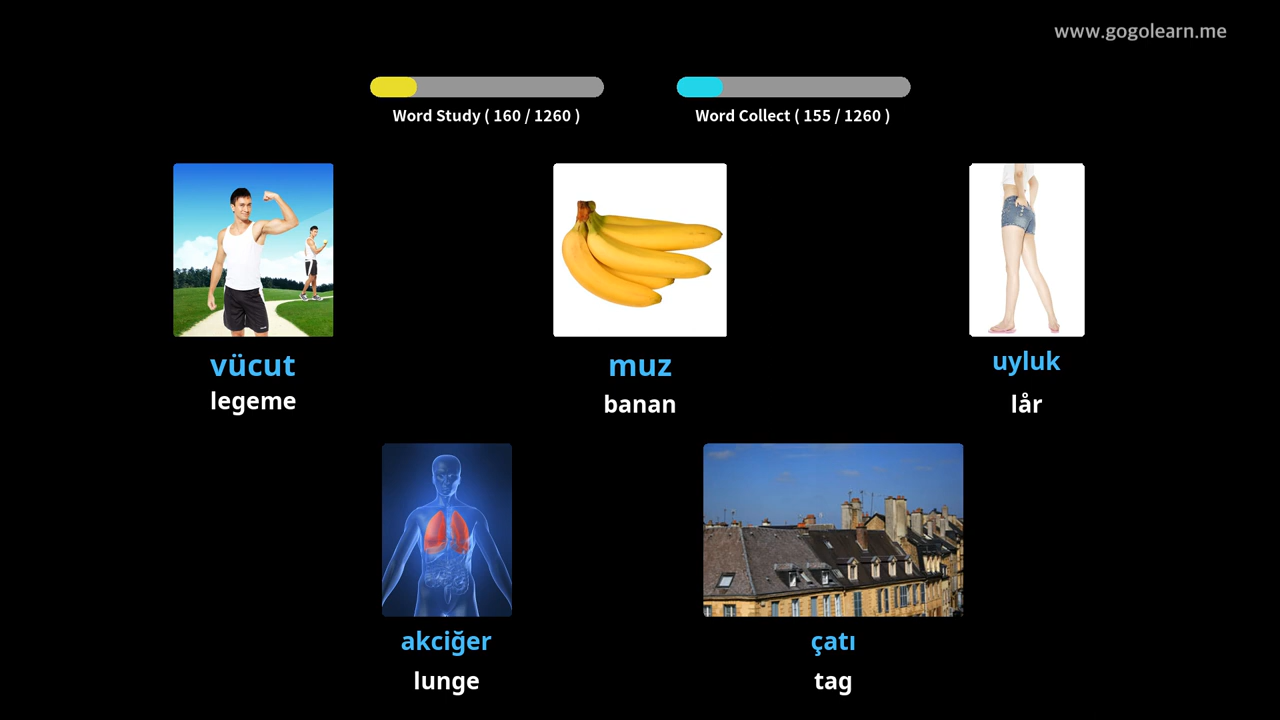 www.gogolearn.me
Word Study ( 160 / 1260 )
Word Collect ( 155 / 1260 )
vücut
legeme
muz
banan
uyluk
lår
akciğer
lunge
çatı
tag